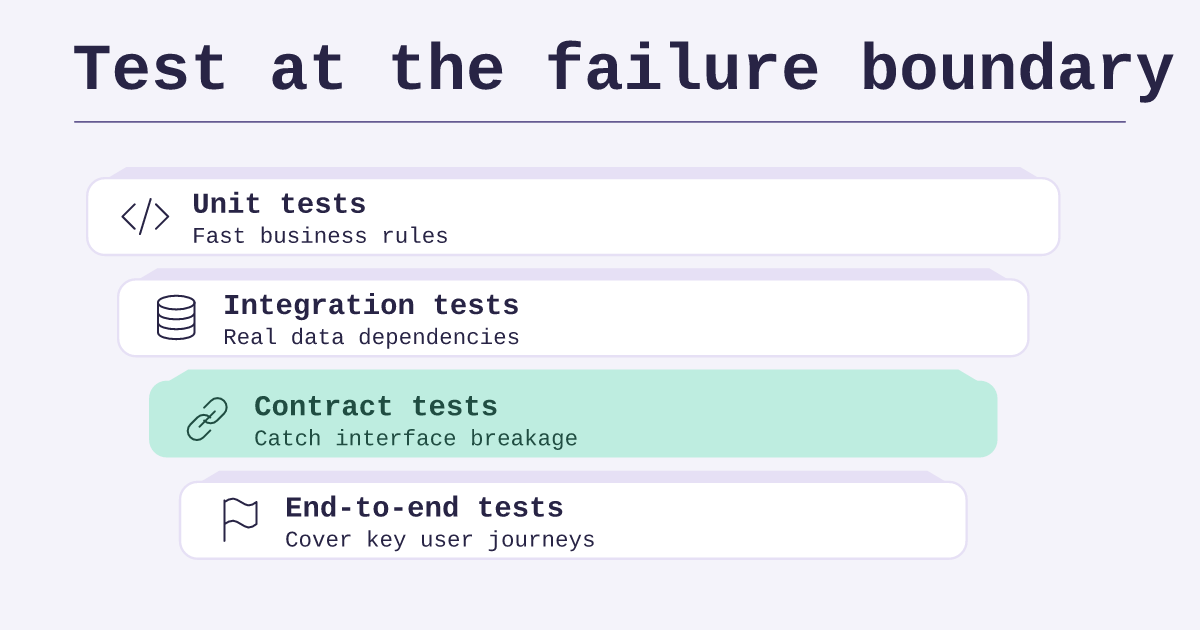 Test at the failure boundary
Unit tests
Fast business rules
Integration tests
Real data dependencies
Contract tests
Catch interface breakage
End-to-end tests
Cover key user journeys